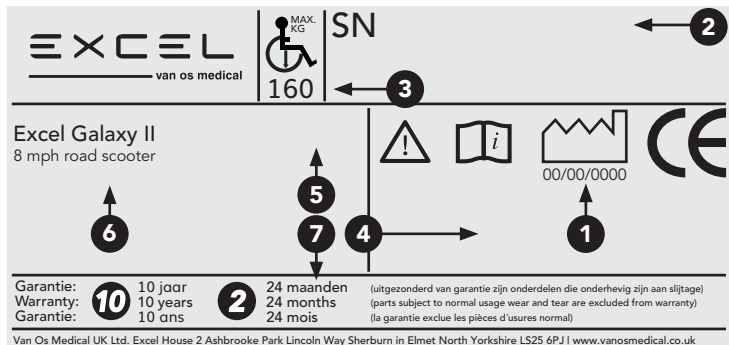 EXCEL
van os medical
MAX.
KG
160
SN
2
3
Excel Galaxy II
8 mph road scooter
i
00/00/0000
CE
5
6
7
4
1
Garantie: 10 10 jaar 2 24 maanden (uitgezonderd van garantie zijn onderdelen die onderhevig zijn aan slijtage)
Warranty: 10 years 24 months (parts subject to normal usage wear and tear are excluded from warranty)
Garantie: 10 ans 24 mois (la garantie exclue les pièces d´usures normal)
Van Os Medical UK Ltd. Excel House 2 Ashbrooke Park Lincoln Way Sherburn in Elmet North Yorkshire LS25 6PJ | www.vanosmedical.co.uk